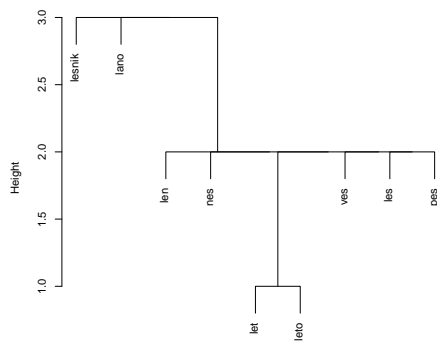 Height
3.0
2.5
2.0
1.5
1.0
lesnik
lano
len
nes
let
leto
ves
les
pes